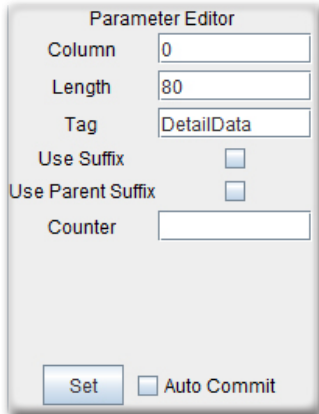 Parameter Editor
Column 0
Length 80
Tag DetailData
Use Suffix
Use Parent Suffix
Counter
Set Auto Commit